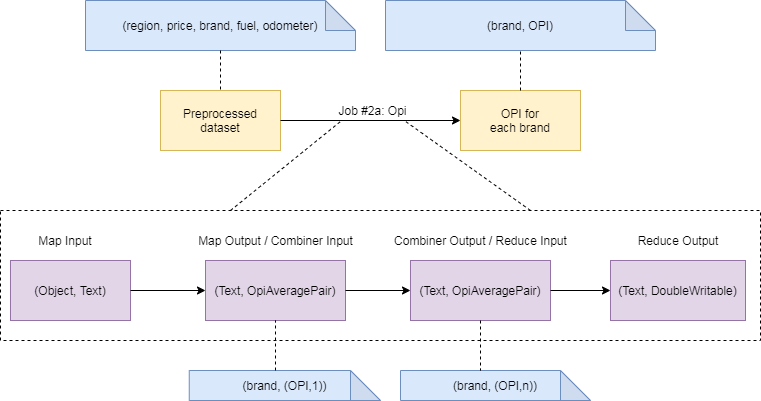 (region, price, brand, fuel, odometer)
(brand, OPI)
Preprocessed
dataset
Job #2a: Opi
OPI for
each brand
Map Input
Map Output / Combiner Input
Combiner Output / Reduce Input
Reduce Output
(Object, Text)
(Text, OpiAveragePair)
(Text, OpiAveragePair)
(Text, DoubleWritable)
(brand, (OPI,1))
(brand, (OPI,n))